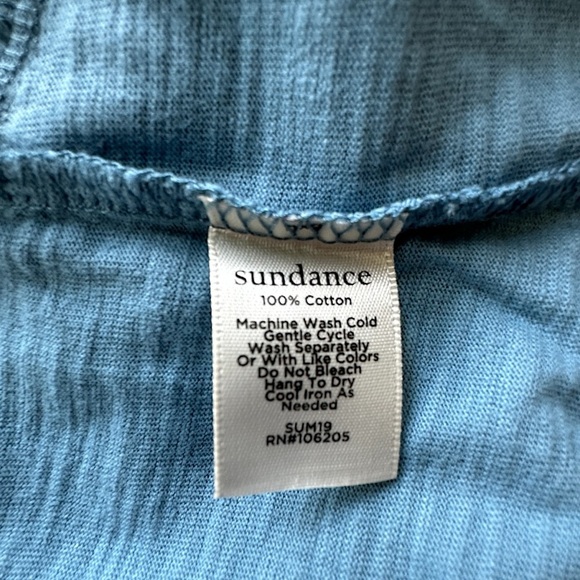 sundance
100% Cotton
Machine Wash Cold
Gentle Cycle
Wash Separately
Or With Like Colors
Do Not Bleach
Hang To Dry
Cool Iron As
Needed
SUM19
RN#106205